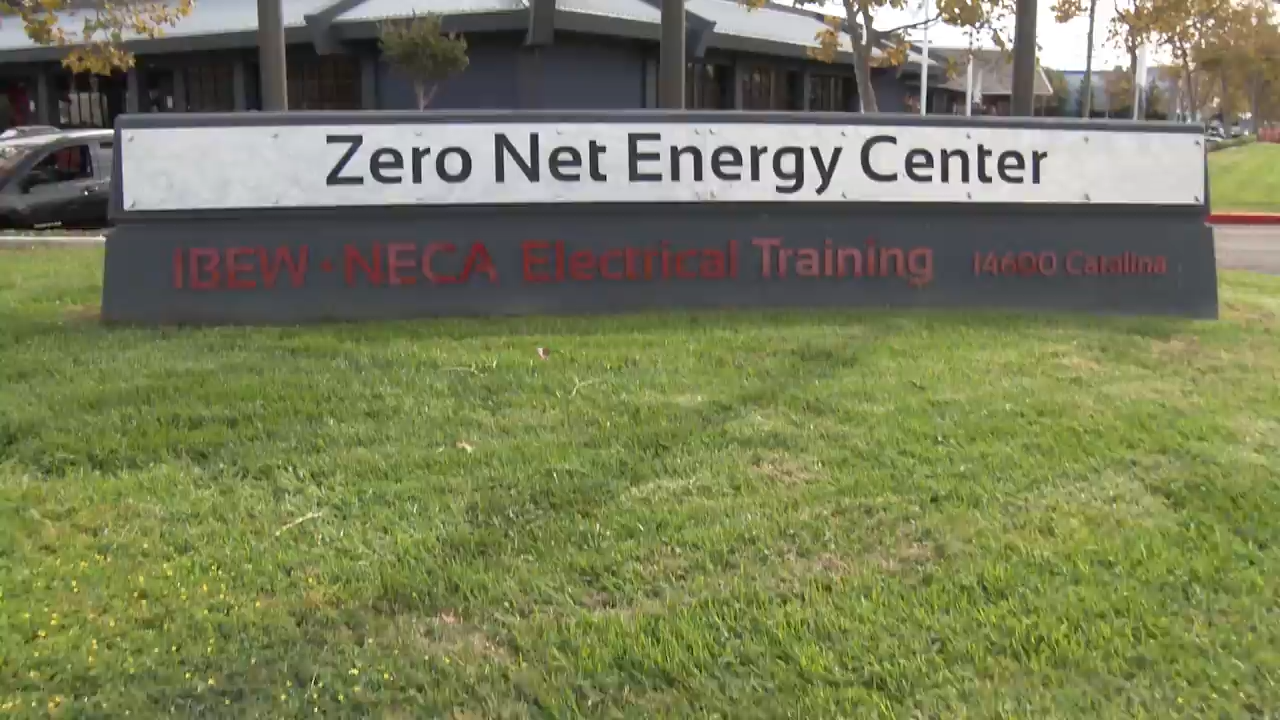 Zero Net Energy Center
IBEW · NECA Electrical Training 14600 Catalina